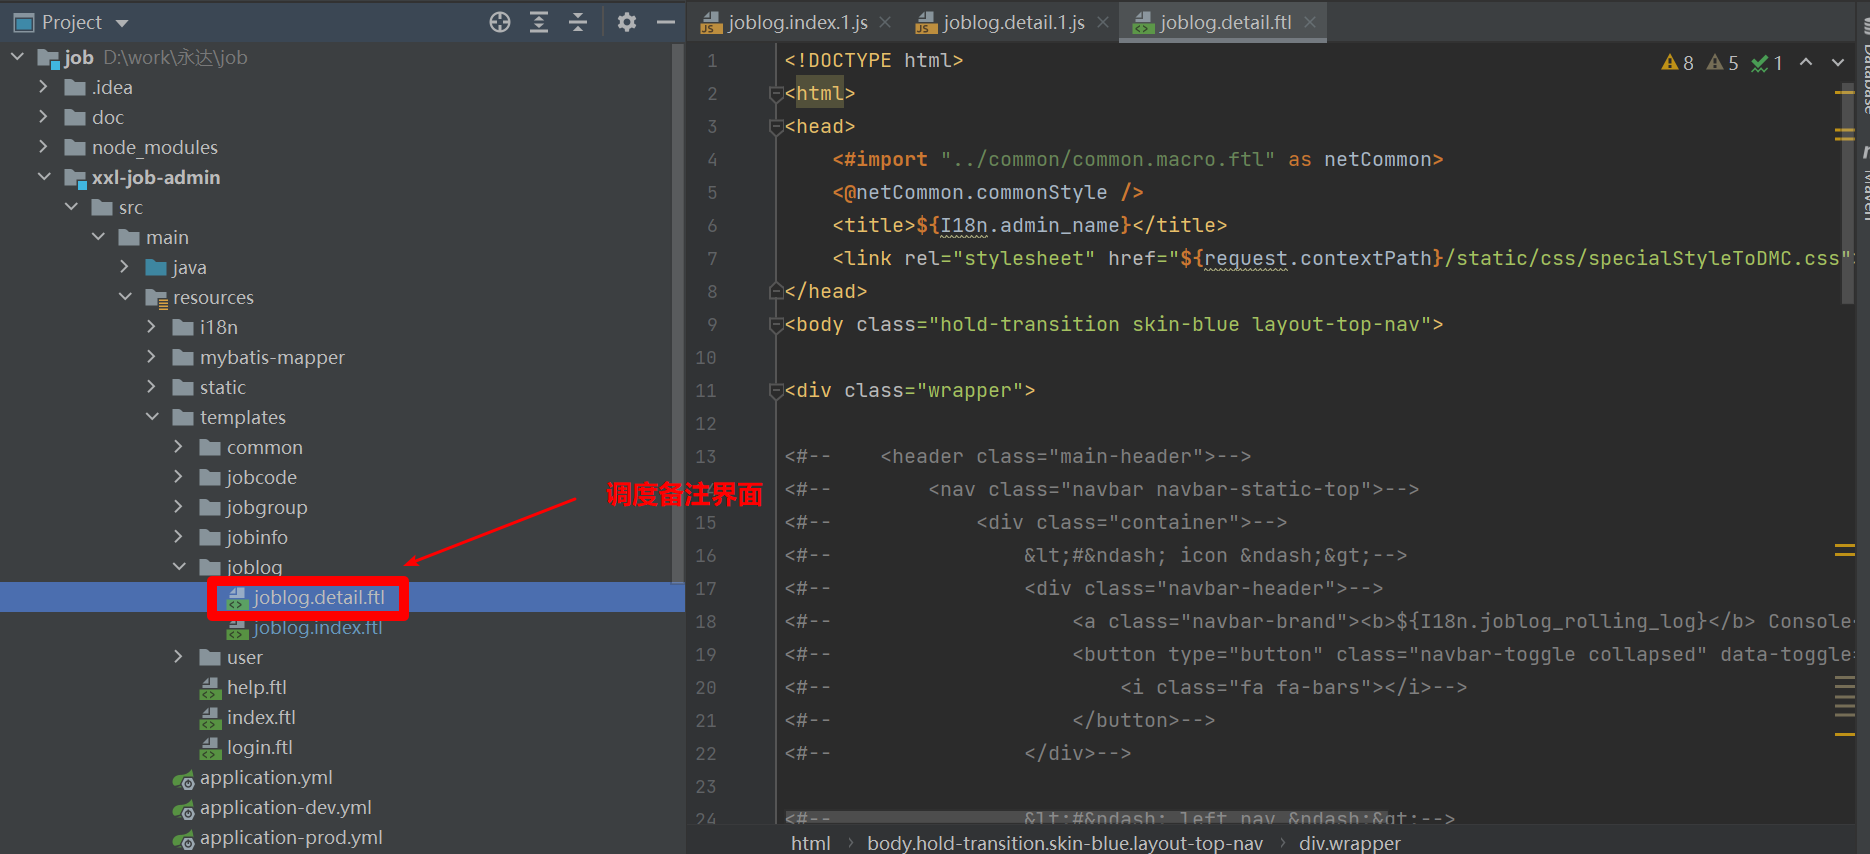 Project
job D:\work\永达\job
.idea
doc
node_modules
xxl-job-admin
src
main
java
resources
i18n
mybatis-mapper
static
templates
common
jobcode
jobgroup
jobinfo
joblog
joblog.detail.ftl
joblog.index.ftl
user
help.ftl
index.ftl
login.ftl
application.yml
application-dev.yml
application-prod.yml
调度备注界面
joblog.index.1.js
joblog.detail.1.js
joblog.detail.ftl
8 5 1
1 <!DOCTYPE html>
2 <html>
3 <head>
4 <#import "../common/common.macro.ftl" as netCommon>
5 <@netCommon.commonStyle />
6 <title>${I18n.admin_name}</title>
7 <link rel="stylesheet" href="${request.contextPath}/static/css/specialStyleToDMC.css">
8 </head>
9 <body class="hold-transition skin-blue layout-top-nav">
10
11 <div class="wrapper">
12
13 <#-- <header class="main-header">-->
<#-- <nav class="navbar navbar-static-top">-->
15 <#-- <div class="container">-->
16 <#-- &lt;#&ndash; icon &ndash;&gt;-->
17 <#-- <div class="navbar-header">-->
18 <#-- <a class="navbar-brand"><b>${I18n.joblog_rolling_log}</b> Console<
19 <#-- <button type="button" class="navbar-toggle collapsed" data-toggle=
20 <#-- <i class="fa fa-bars"></i>-->
21 <#-- </button>-->
22 <#-- </div>-->
23
24 <#-- &lt;#&ndash; left nav &ndash;&gt;-->
html › body.hold-transition.skin-blue.layout-top-nav › div.wrapper
Database
Maven